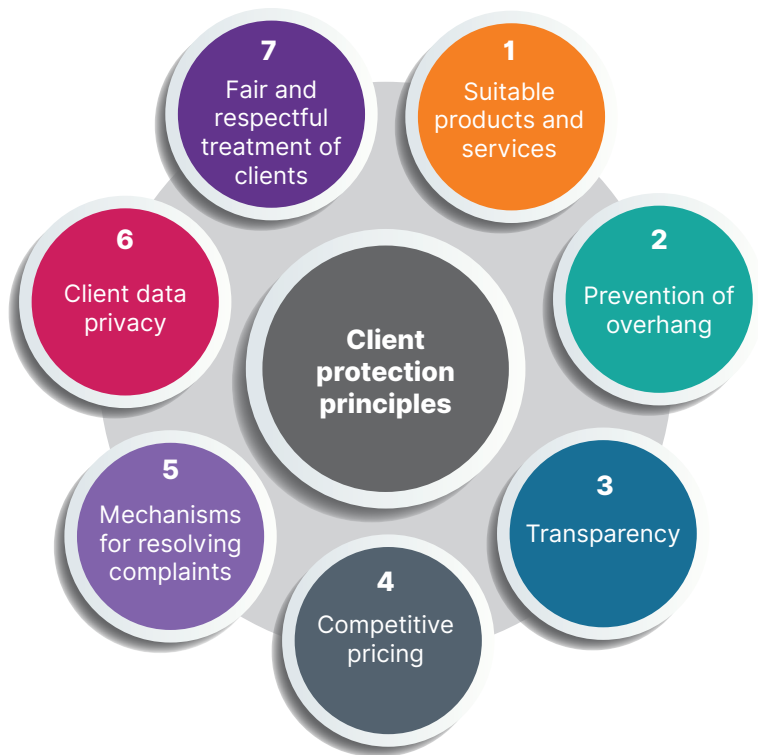 Client
protection
principles
1
Suitable
products and
services
2
Prevention of
overhang
3
Transparency
4
Competitive
pricing
5
Mechanisms
for resolving
complaints
6
Client data
privacy
7
Fair and
respectful
treatment of
clients